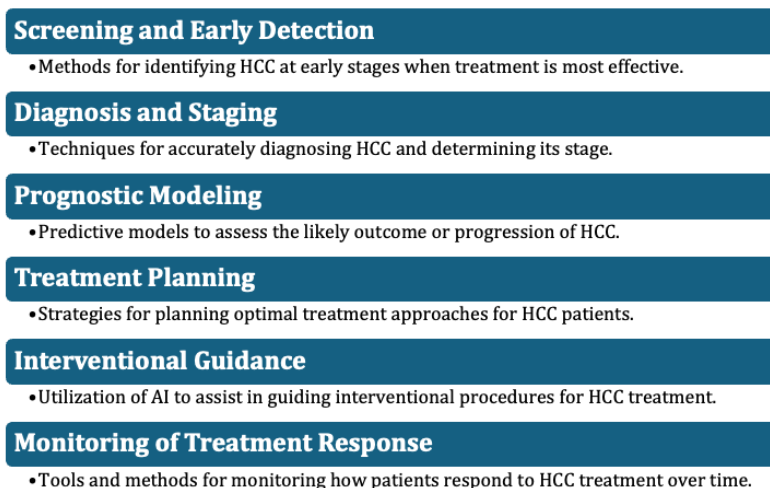 Screening and Early Detection
•Methods for identifying HCC at early stages when treatment is most effective.
Diagnosis and Staging
•Techniques for accurately diagnosing HCC and determining its stage.
Prognostic Modeling
•Predictive models to assess the likely outcome or progression of HCC.
Treatment Planning
•Strategies for planning optimal treatment approaches for HCC patients.
Interventional Guidance
•Utilization of AI to assist in guiding interventional procedures for HCC treatment.
Monitoring of Treatment Response
•Tools and methods for monitoring how patients respond to HCC treatment over time.